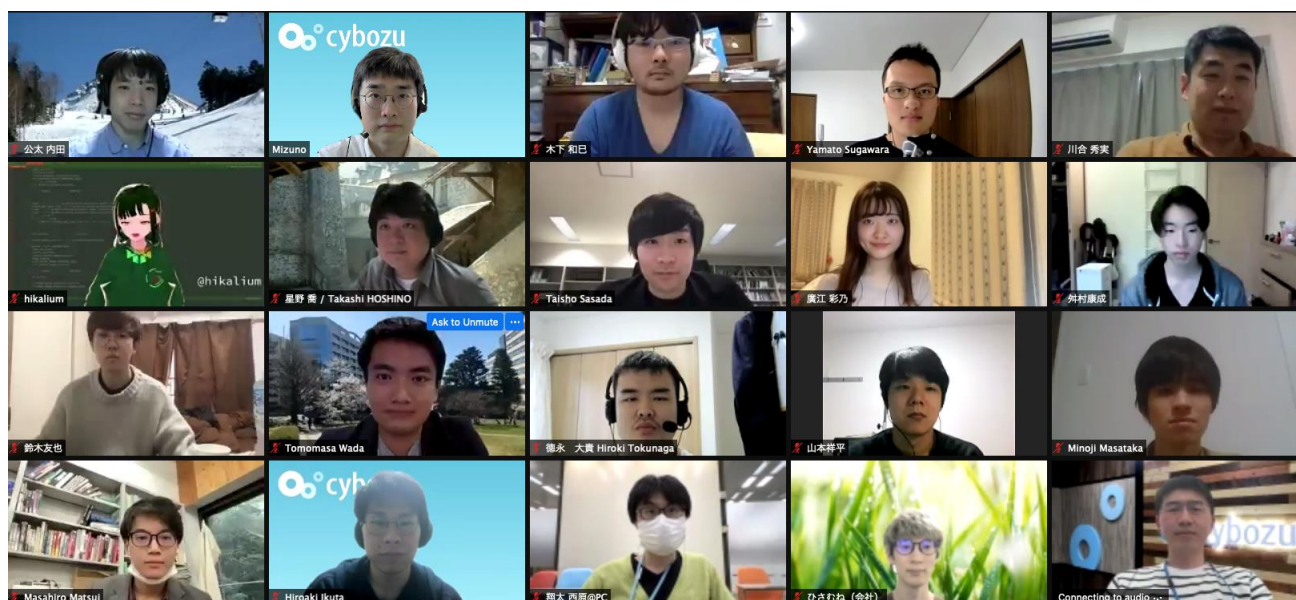 公太 内田
cybozu
Mizuno
木下 和巳
Yamato Sugawara
川合 秀実
hikalium
@hikalium
星野 喬 / Takashi HOSHINO
Taisho Sasada
廣江 彩乃
舛村康成
鈴木友也
Ask to Unmute
Tomomasa Wada
徳永 大貴 Hiroki Tokunaga
山本祥平
Minoji Masataka
Masahiro Matsui
cyb
Hiroaki Ikuta
翔太 西原@PC
ひさむね（会社）
ybozu
Connecting to audio ...